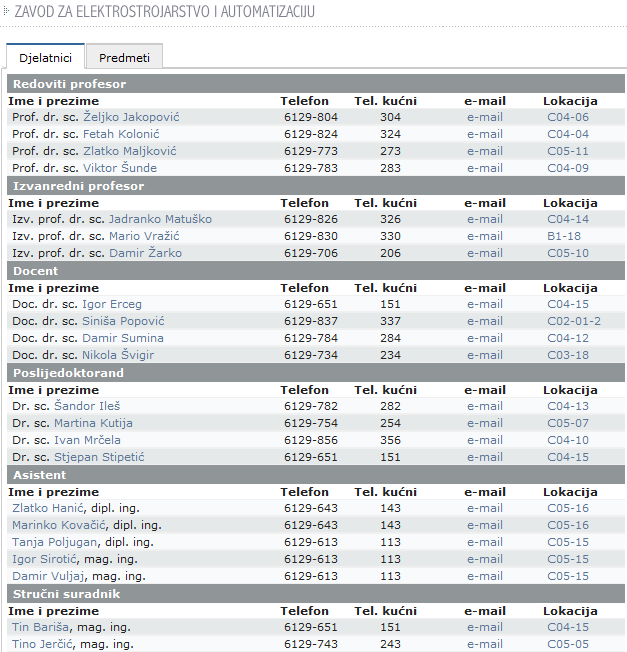 ZAVOD ZA ELEKTROSTROJARSTVO I AUTOMATIZACIJU
Djelatnici Predmeti
Redoviti profesor
Ime i prezime Telefon Tel. kućni e-mail Lokacija
Prof. dr. sc. Željko Jakopović 6129-804 304 e-mail C04-06
Prof. dr. sc. Fetah Kolonić 6129-824 324 e-mail C04-04
Prof. dr. sc. Zlatko Maljković 6129-773 273 e-mail C05-11
Prof. dr. sc. Viktor Šunde 6129-783 283 e-mail C04-09
Izvanredni profesor
Ime i prezime Telefon Tel. kućni e-mail Lokacija
Izv. prof. dr. sc. Jadranko Matuško 6129-826 326 e-mail C04-14
Izv. prof. dr. sc. Mario Vražić 6129-830 330 e-mail B1-18
Izv. prof. dr. sc. Damir Žarko 6129-706 206 e-mail C05-10
Docent
Ime i prezime Telefon Tel. kućni e-mail Lokacija
Doc. dr. sc. Igor Erceg 6129-651 151 e-mail C04-15
Doc. dr. sc. Siniša Popović 6129-837 337 e-mail C02-01-2
Doc. dr. sc. Damir Sumina 6129-784 284 e-mail C04-12
Doc. dr. sc. Nikola Švigir 6129-734 234 e-mail C03-18
Poslijedoktorand
Ime i prezime Telefon Tel. kućni e-mail Lokacija
Dr. sc. Šandor Ileš 6129-782 282 e-mail C04-13
Dr. sc. Martina Kutija 6129-754 254 e-mail C05-07
Dr. sc. Ivan Mrčela 6129-856 356 e-mail C04-10
Dr. sc. Stjepan Stipetić 6129-651 151 e-mail C04-15
Asistent
Ime i prezime Telefon Tel. kućni e-mail Lokacija
Zlatko Hanić, dipl. ing. 6129-643 143 e-mail C05-16
Marinko Kovačić, dipl. ing. 6129-643 143 e-mail C05-16
Tanja Poljugan, dipl. ing. 6129-613 113 e-mail C05-15
Igor Sirotić, mag. ing. 6129-613 113 e-mail C05-15
Damir Vuljaj, mag. ing. 6129-613 113 e-mail C05-15
Stručni suradnik
Ime i prezime Telefon Tel. kućni e-mail Lokacija
Tin Bariša, mag. ing. 6129-651 151 e-mail C04-15
Tino Jerčić, mag. ing. 6129-743 243 e-mail C05-05